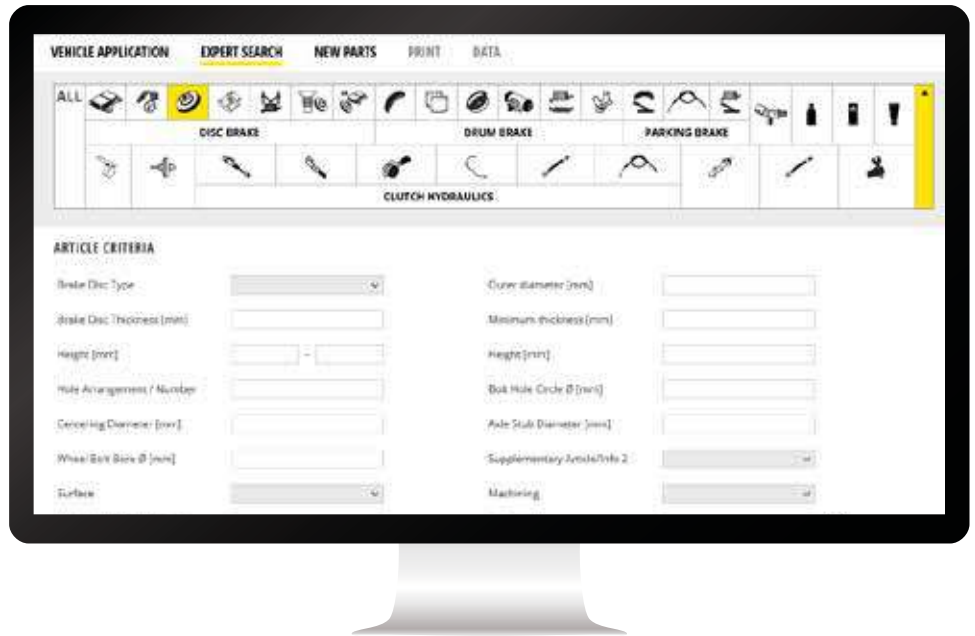 VEHICLE APPLICATION EXPERT SEARCH NEW PARTS PRINT DATA
ALL
DISC BRAKE DRUM BRAKE PARKING BRAKE
CLUTCH HYDRAULICS
ARTICLE CRITERIA
Brake Disc Type Outer diameter [mm]
Brake Disc Thickness [mm] Minimum thickness [mm]
Height [mm] - Height [mm]
Hole Arrangement / Number Bolt Hole Circle Ø [mm]
Centering Diameter [mm] Axle Stub Diameter [mm]
Wheel Bolt Bore Ø [mm] Supplementary Article/Info 2
Surface Machining